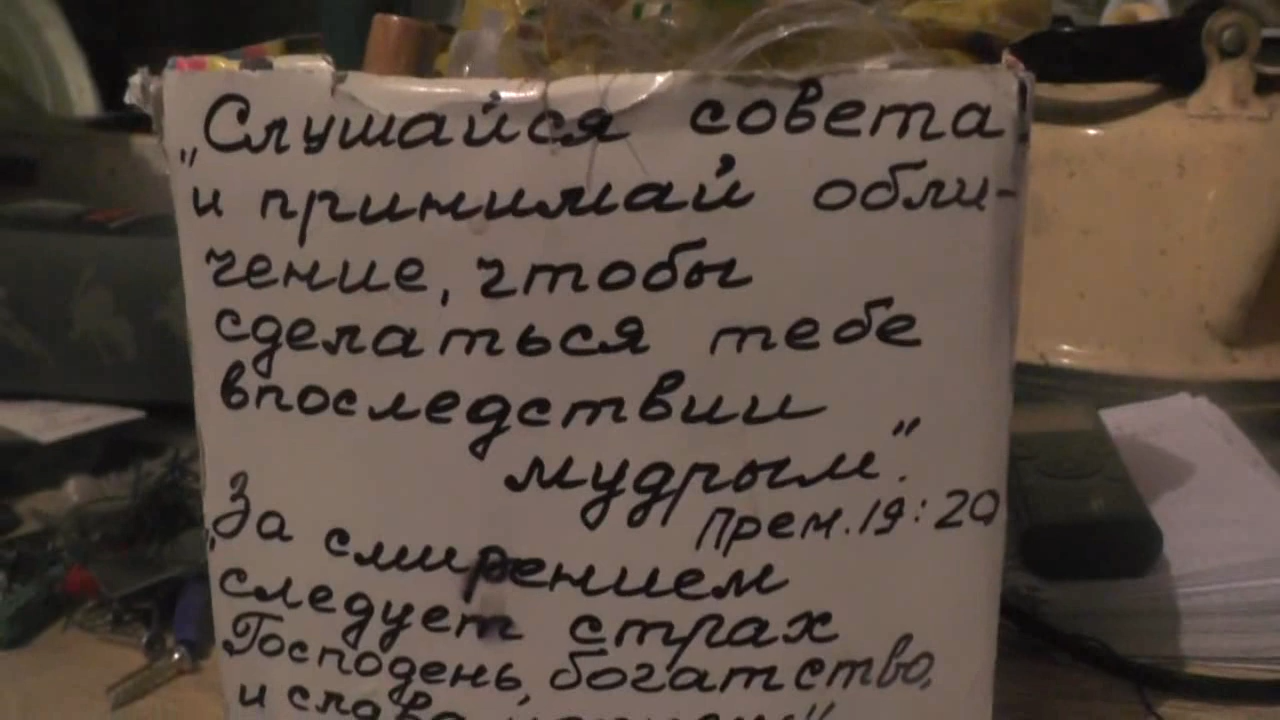 „Слушайся совета
и принимай обли-
чение, чтобы
сделаться тебе
впоследствии
мудрым".
Прем. 19:20
„За смирением
следует страх
Господень, богатство,
и слава